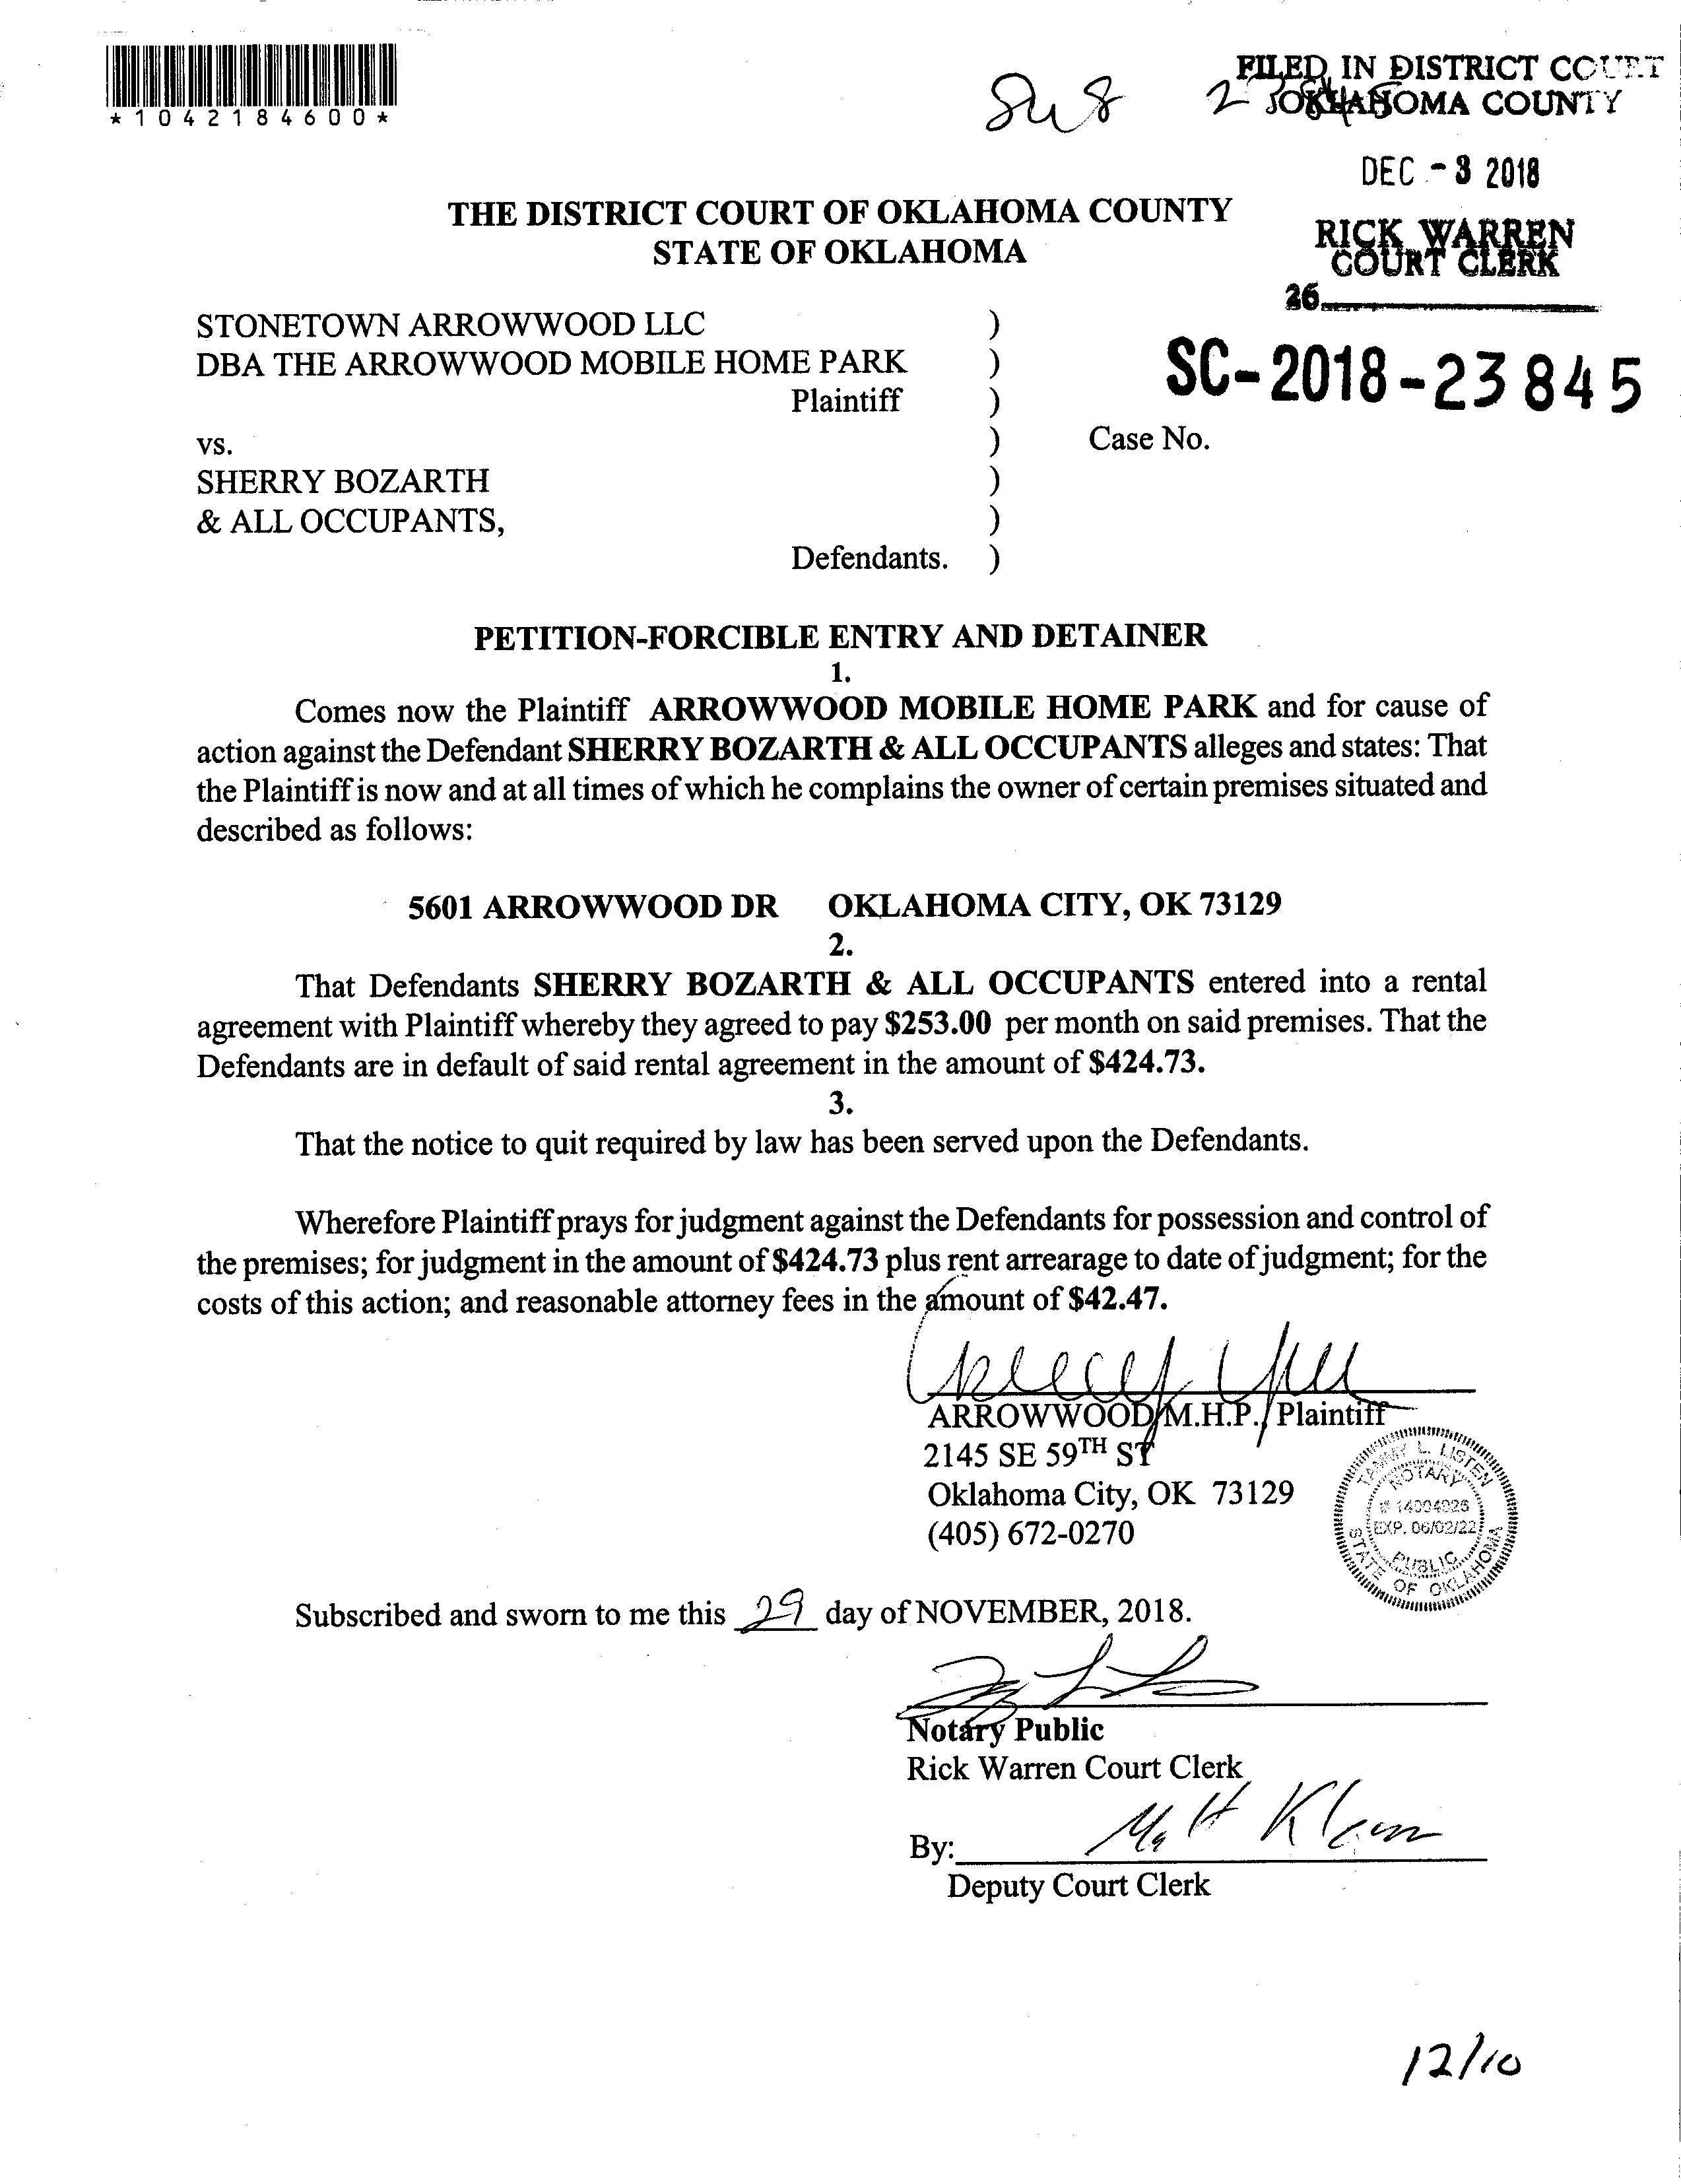 *1042184600*
FILED IN DISTRICT COURT
OKLAHOMA COUNTY
DEC - 3 2018
RICK WARREN
COURT CLERK
26
THE DISTRICT COURT OF OKLAHOMA COUNTY
STATE OF OKLAHOMA
STONETOWN ARROWWOOD LLC )
DBA THE ARROWWOOD MOBILE HOME PARK )
Plaintiff )
SC-2018-23845
vs. ) Case No.
SHERRY BOZARTH )
& ALL OCCUPANTS, )
Defendants. )
PETITION-FORCIBLE ENTRY AND DETAINER
1.
Comes now the Plaintiff ARROWWOOD MOBILE HOME PARK and for cause of
action against the Defendant SHERRY BOZARTH & ALL OCCUPANTS alleges and states: That
the Plaintiff is now and at all times of which he complains the owner of certain premises situated and
described as follows:
5601 ARROWWOOD DR OKLAHOMA CITY, OK 73129
2.
That Defendants SHERRY BOZARTH & ALL OCCUPANTS entered into a rental
agreement with Plaintiff whereby they agreed to pay $253.00 per month on said premises. That the
Defendants are in default of said rental agreement in the amount of $424.73.
3.
That the notice to quit required by law has been served upon the Defendants.
Wherefore Plaintiff prays for judgment against the Defendants for possession and control of
the premises; for judgment in the amount of $424.73 plus rent arrearage to date of judgment; for the
costs of this action; and reasonable attorney fees in the amount of $42.47.
ARROWWOOD M.H.P., Plaintiff
2145 SE 59TH ST
Oklahoma City, OK 73129
(405) 672-0270
TAMMY L. LISTEN
NOTARY
# 14004026
EXP. 06/02/22
PUBLIC
STATE OF OKLAHOMA
Subscribed and sworn to me this 29 day of NOVEMBER, 2018.
Notary Public
Rick Warren Court Clerk
By: Matt Klemm
Deputy Court Clerk
12/10